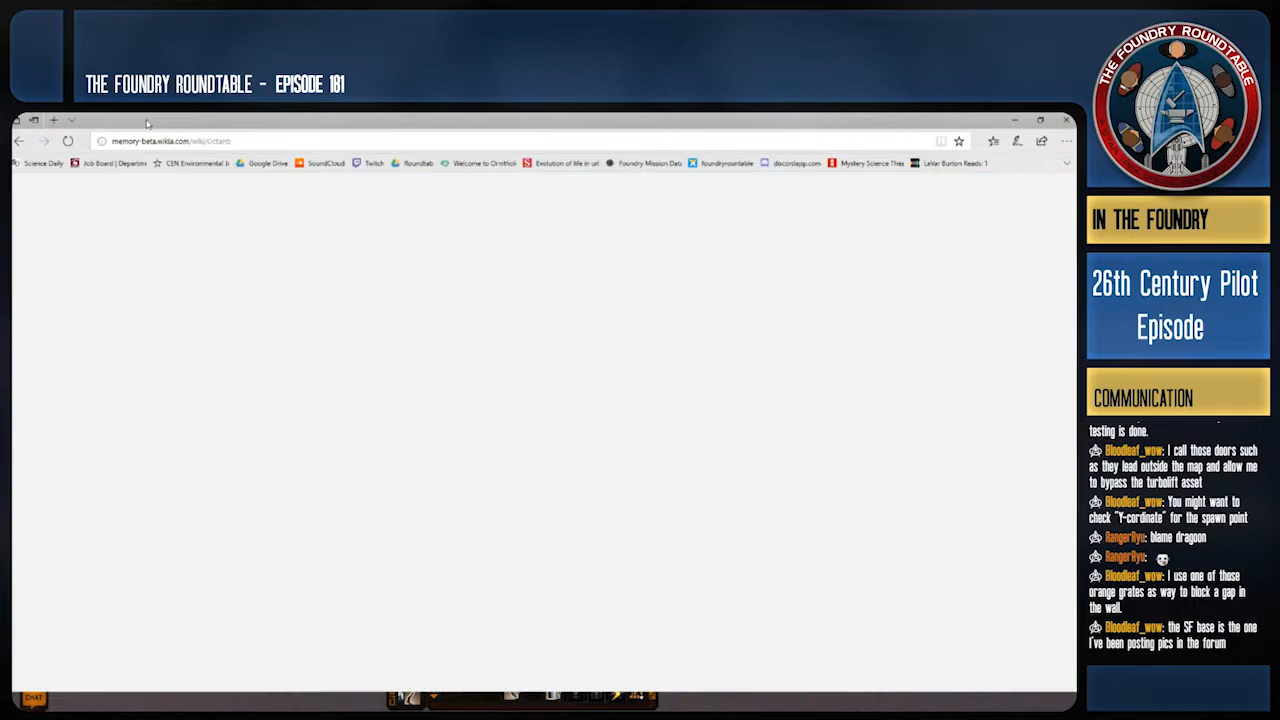 THE FOUNDRY ROUNDTABLE - EPISODE 181
THE FOUNDRY ROUNDTABLE
memory-beta.wikia.com/wiki/Octanti
Science Daily Job Board | Departme CEN Environmental J Google Drive SoundCloud Twitch Roundtab Welcome to Ornithol Evolution of life in url Foundry Mission Data foundryroundtable discordapp.com Mystery Science Thea LeVar Burton Reads: 1
IN THE FOUNDRY
26th Century Pilot
Episode
COMMUNICATION
testing is done.
Bloodleaf_wow: I call those doors such
as they lead outside the map and allow me
to bypass the turbolift asset
Bloodleaf_wow: You might want to
check "Y-cordinate" for the spawn point
RangerRyu: blame dragoon
RangerRyu:
Bloodleaf_wow: I use one of those
orange grates as way to block a gap in
the wall.
Bloodleaf_wow: the SF base is the one
I've been posting pics in the forum
CHAT